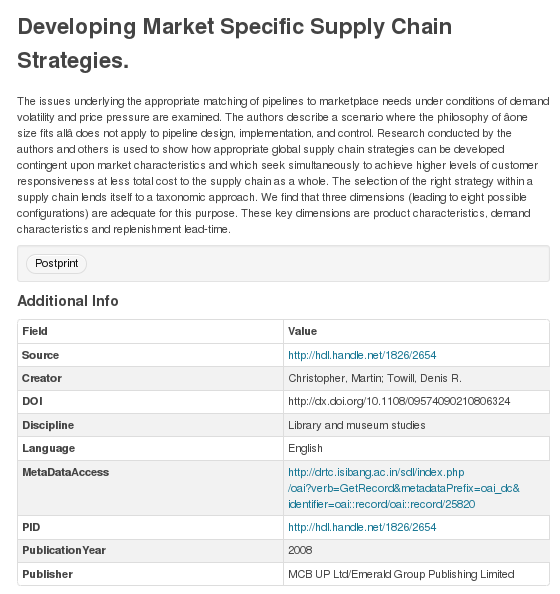 Developing Market Specific Supply Chain
Strategies.
The issues underlying the appropriate matching of pipelines to marketplace needs under conditions of demand
volatility and price pressure are examined. The authors describe a scenario where the philosophy of âone
size fits allâ does not apply to pipeline design, implementation, and control. Research conducted by the
authors and others is used to show how appropriate global supply chain strategies can be developed
contingent upon market characteristics and which seek simultaneously to achieve higher levels of customer
responsiveness at less total cost to the supply chain as a whole. The selection of the right strategy within a
supply chain lends itself to a taxonomic approach. We find that three dimensions (leading to eight possible
configurations) are adequate for this purpose. These key dimensions are product characteristics, demand
characteristics and replenishment lead-time.
Postprint
Additional Info
Field Value
Source http://hdl.handle.net/1826/2654
Creator Christopher, Martin; Towill, Denis R.
DOI http://dx.doi.org/10.1108/09574090210806324
Discipline Library and museum studies
Language English
MetaDataAccess http://drtc.isibang.ac.in/sdl/index.php
/oai?verb=GetRecord&metadataPrefix=oai_dc&
identifier=oai::record/oai::record/25820
PID http://hdl.handle.net/1826/2654
PublicationYear 2008
Publisher MCB UP Ltd/Emerald Group Publishing Limited